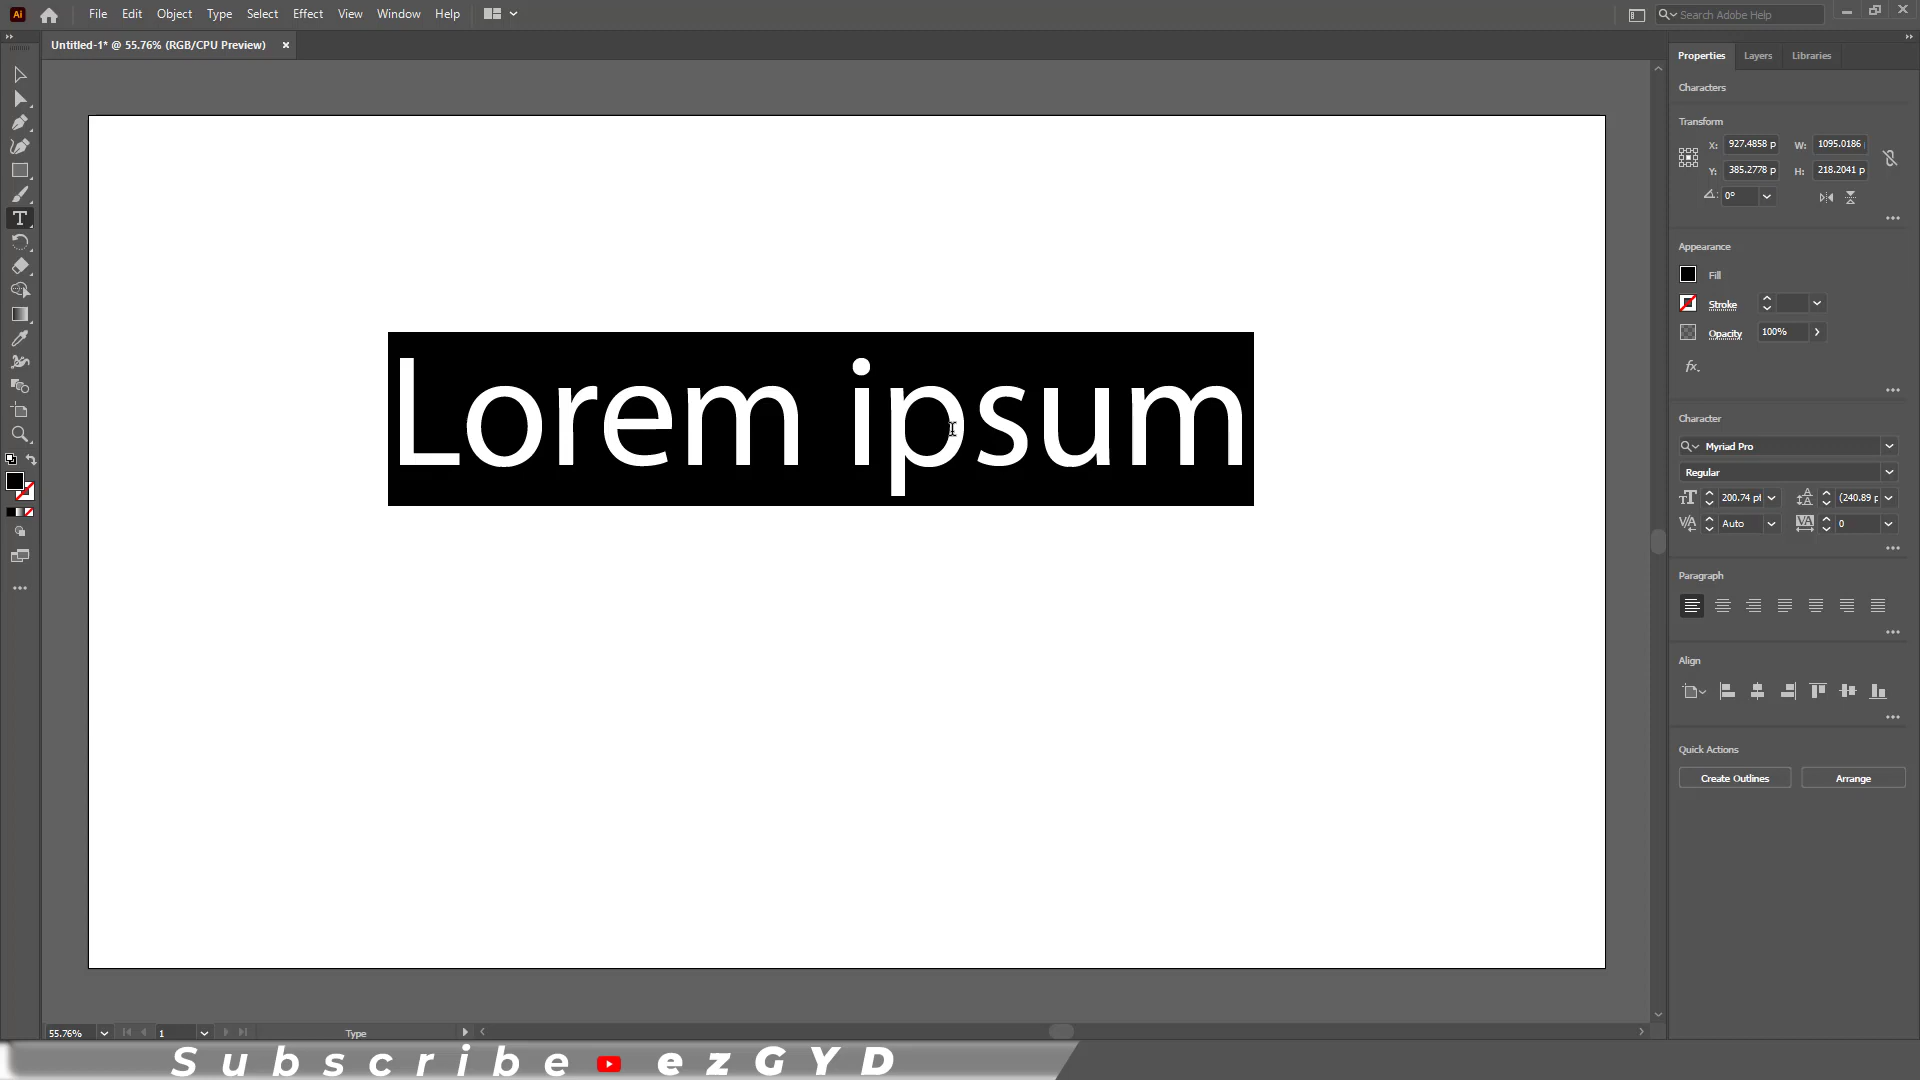 Ai File Edit Object Type Select Effect View Window Help Search Adobe Help
Untitled-1* @ 55.76% (RGB/CPU Preview) ×
Properties Layers Libraries
Characters
Transform
X: 927.4858 p W: 1095.0186
Y: 385.2778 p H: 218.2041 p
0°
Appearance
Fill
Stroke
Opacity 100%
fx.
Character
Myriad Pro
Regular
200.74 pt (240.89 p
Auto 0
Paragraph
Align
Quick Actions
Create Outlines Arrange
Lorem ipsum
55.76% 1 Type
Subscribe ezGYD